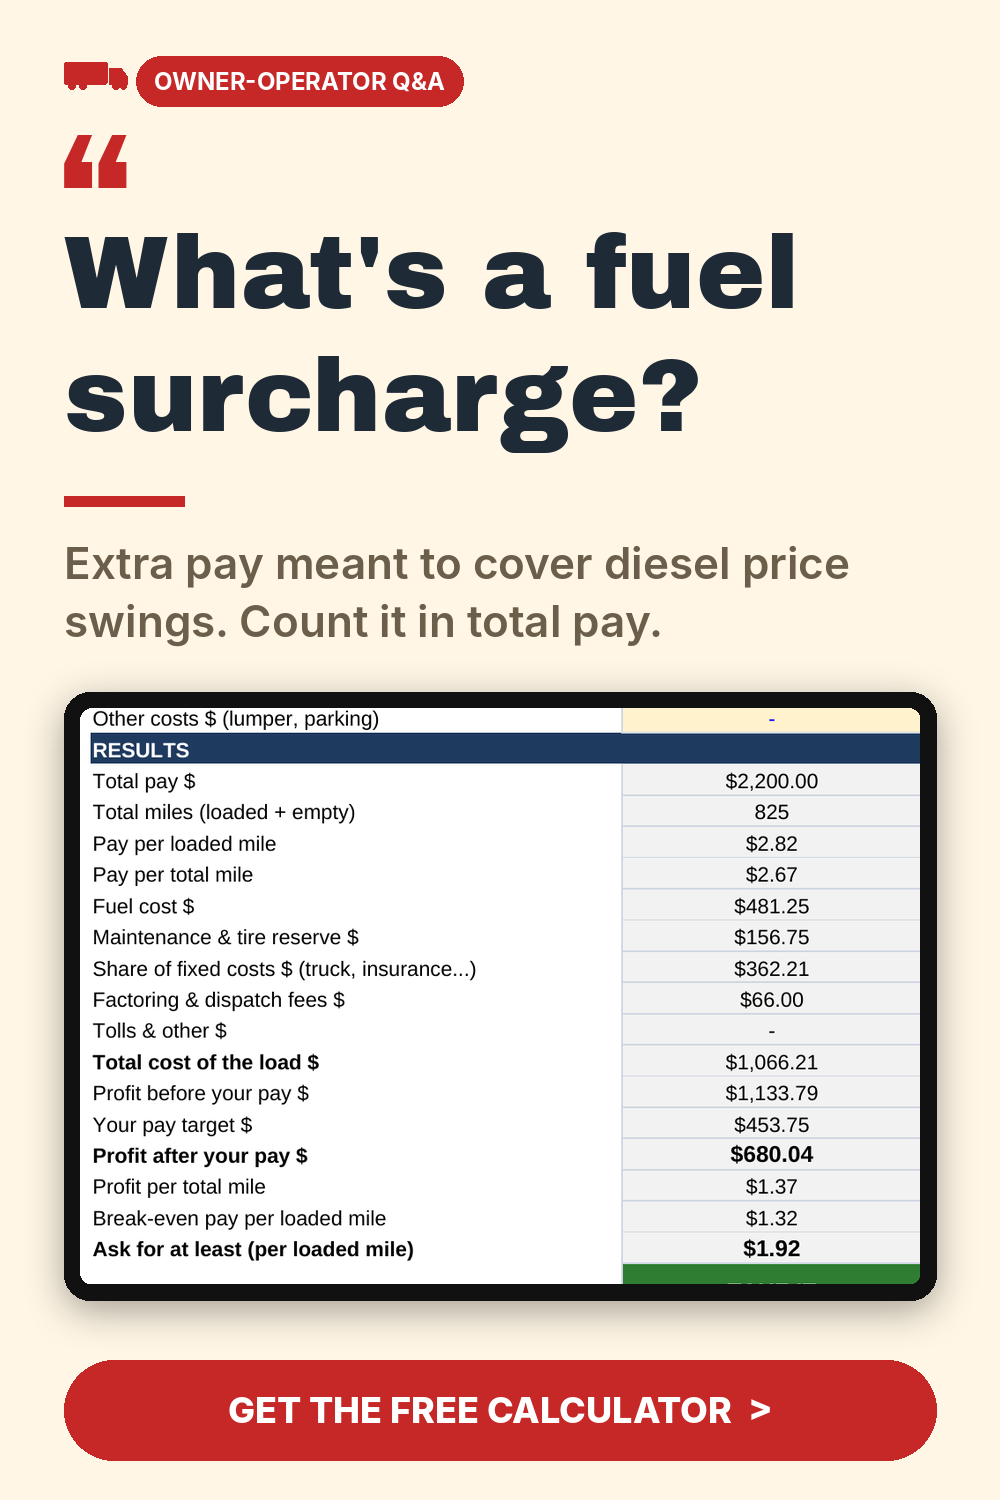 OWNER-OPERATOR Q&A
“
What's a fuel
surcharge?
Extra pay meant to cover diesel price
swings. Count it in total pay.
Other costs $ (lumper, parking) -
RESULTS
Total pay $ $2,200.00
Total miles (loaded + empty) 825
Pay per loaded mile $2.82
Pay per total mile $2.67
Fuel cost $ $481.25
Maintenance & tire reserve $ $156.75
Share of fixed costs $ (truck, insurance...) $362.21
Factoring & dispatch fees $ $66.00
Tolls & other $ -
Total cost of the load $ $1,066.21
Profit before your pay $ $1,133.79
Your pay target $ $453.75
Profit after your pay $ $680.04
Profit per total mile $1.37
Break-even pay per loaded mile $1.32
Ask for at least (per loaded mile) $1.92
GET THE FREE CALCULATOR >